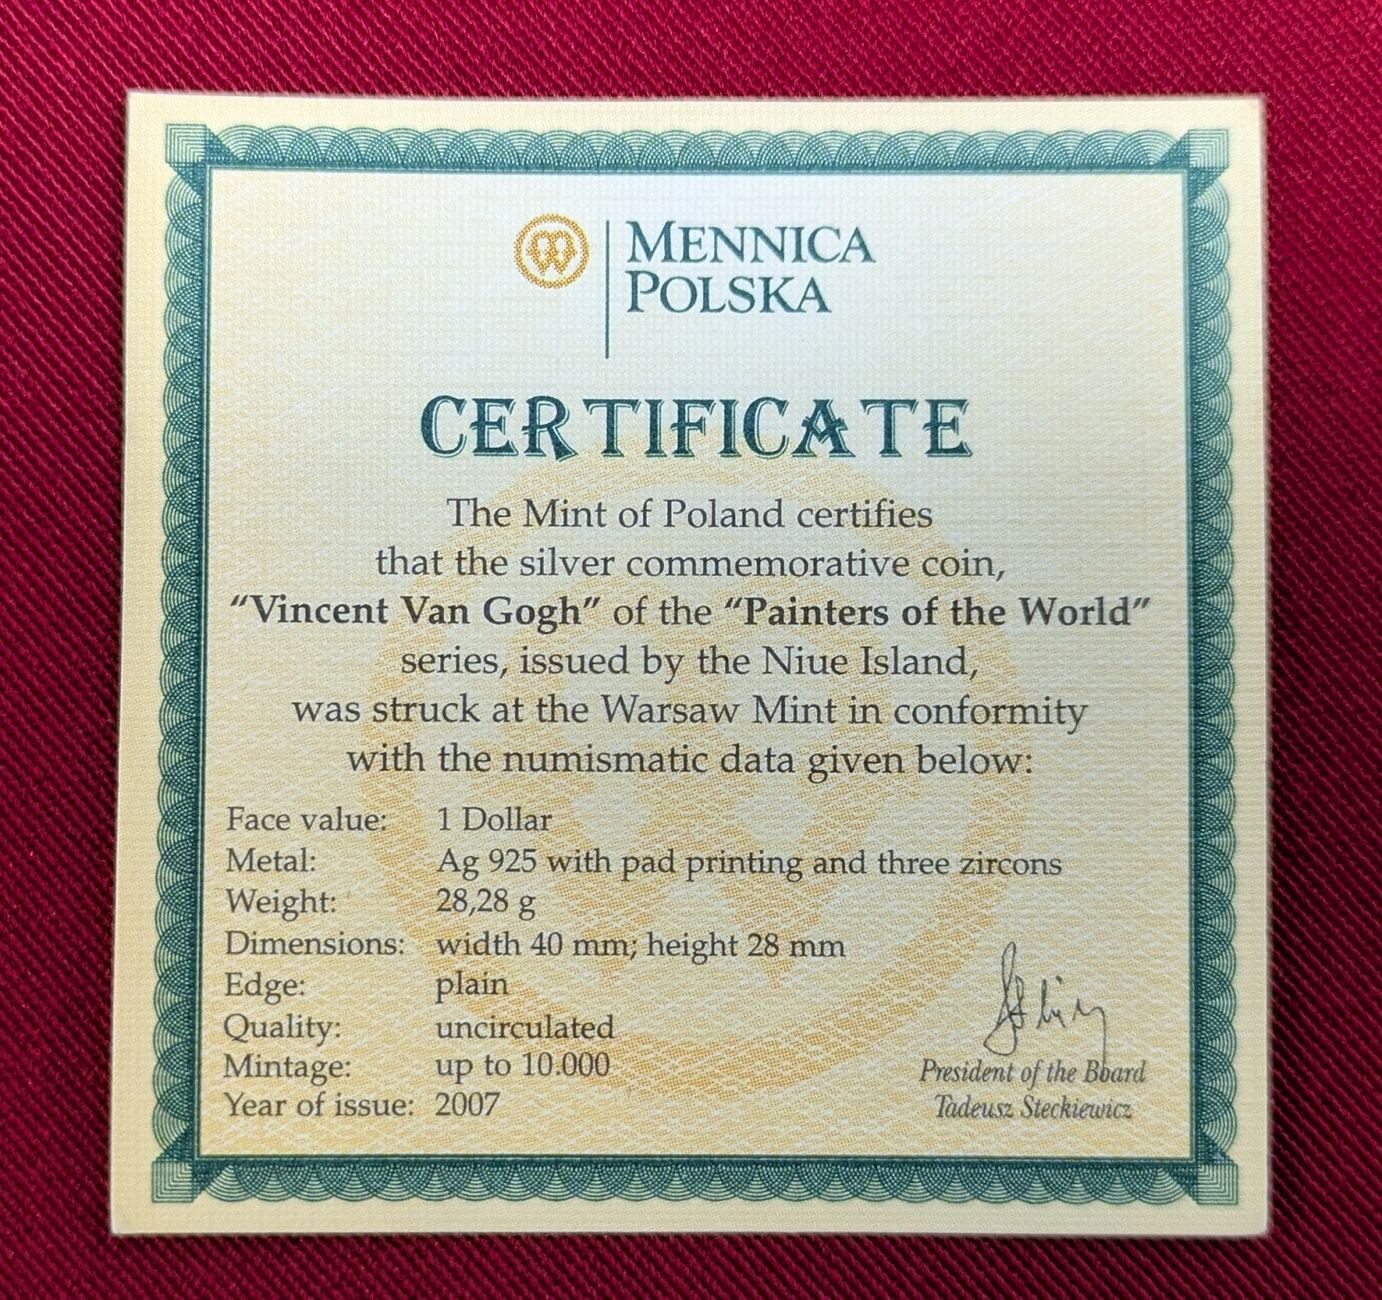 MENNICA
POLSKA
CERTIFICATE
The Mint of Poland certifies
that the silver commemorative coin,
“Vincent Van Gogh” of the “Painters of the World”
series, issued by the Niue Island,
was struck at the Warsaw Mint in conformity
with the numismatic data given below:
Face value: 1 Dollar
Metal: Ag 925 with pad printing and three zircons
Weight: 28,28 g
Dimensions: width 40 mm; height 28 mm
Edge: plain
Quality: uncirculated
Mintage: up to 10.000
Year of issue: 2007
President of the Board
Tadeusz Steckiewicz